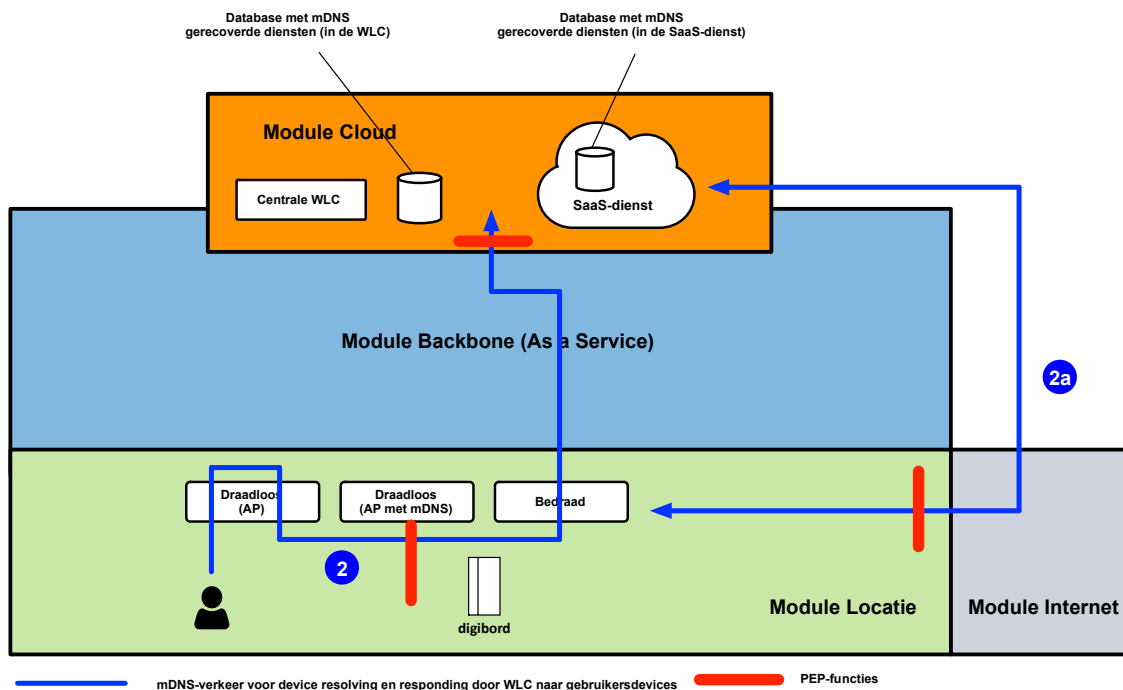 Database met mDNS
gerecoverde diensten (in de WLC)
Database met mDNS
gerecoverde diensten (in de SaaS-dienst)
Module Cloud
Centrale WLC
SaaS-dienst
Module Backbone (As a Service)
2a
Draadloos
(AP)
Draadloos
(AP met mDNS)
Bedraad
2
digibord
Module Locatie
Module Internet
mDNS-verkeer voor device resolving en responding door WLC naar gebruikersdevices
PEP-functies